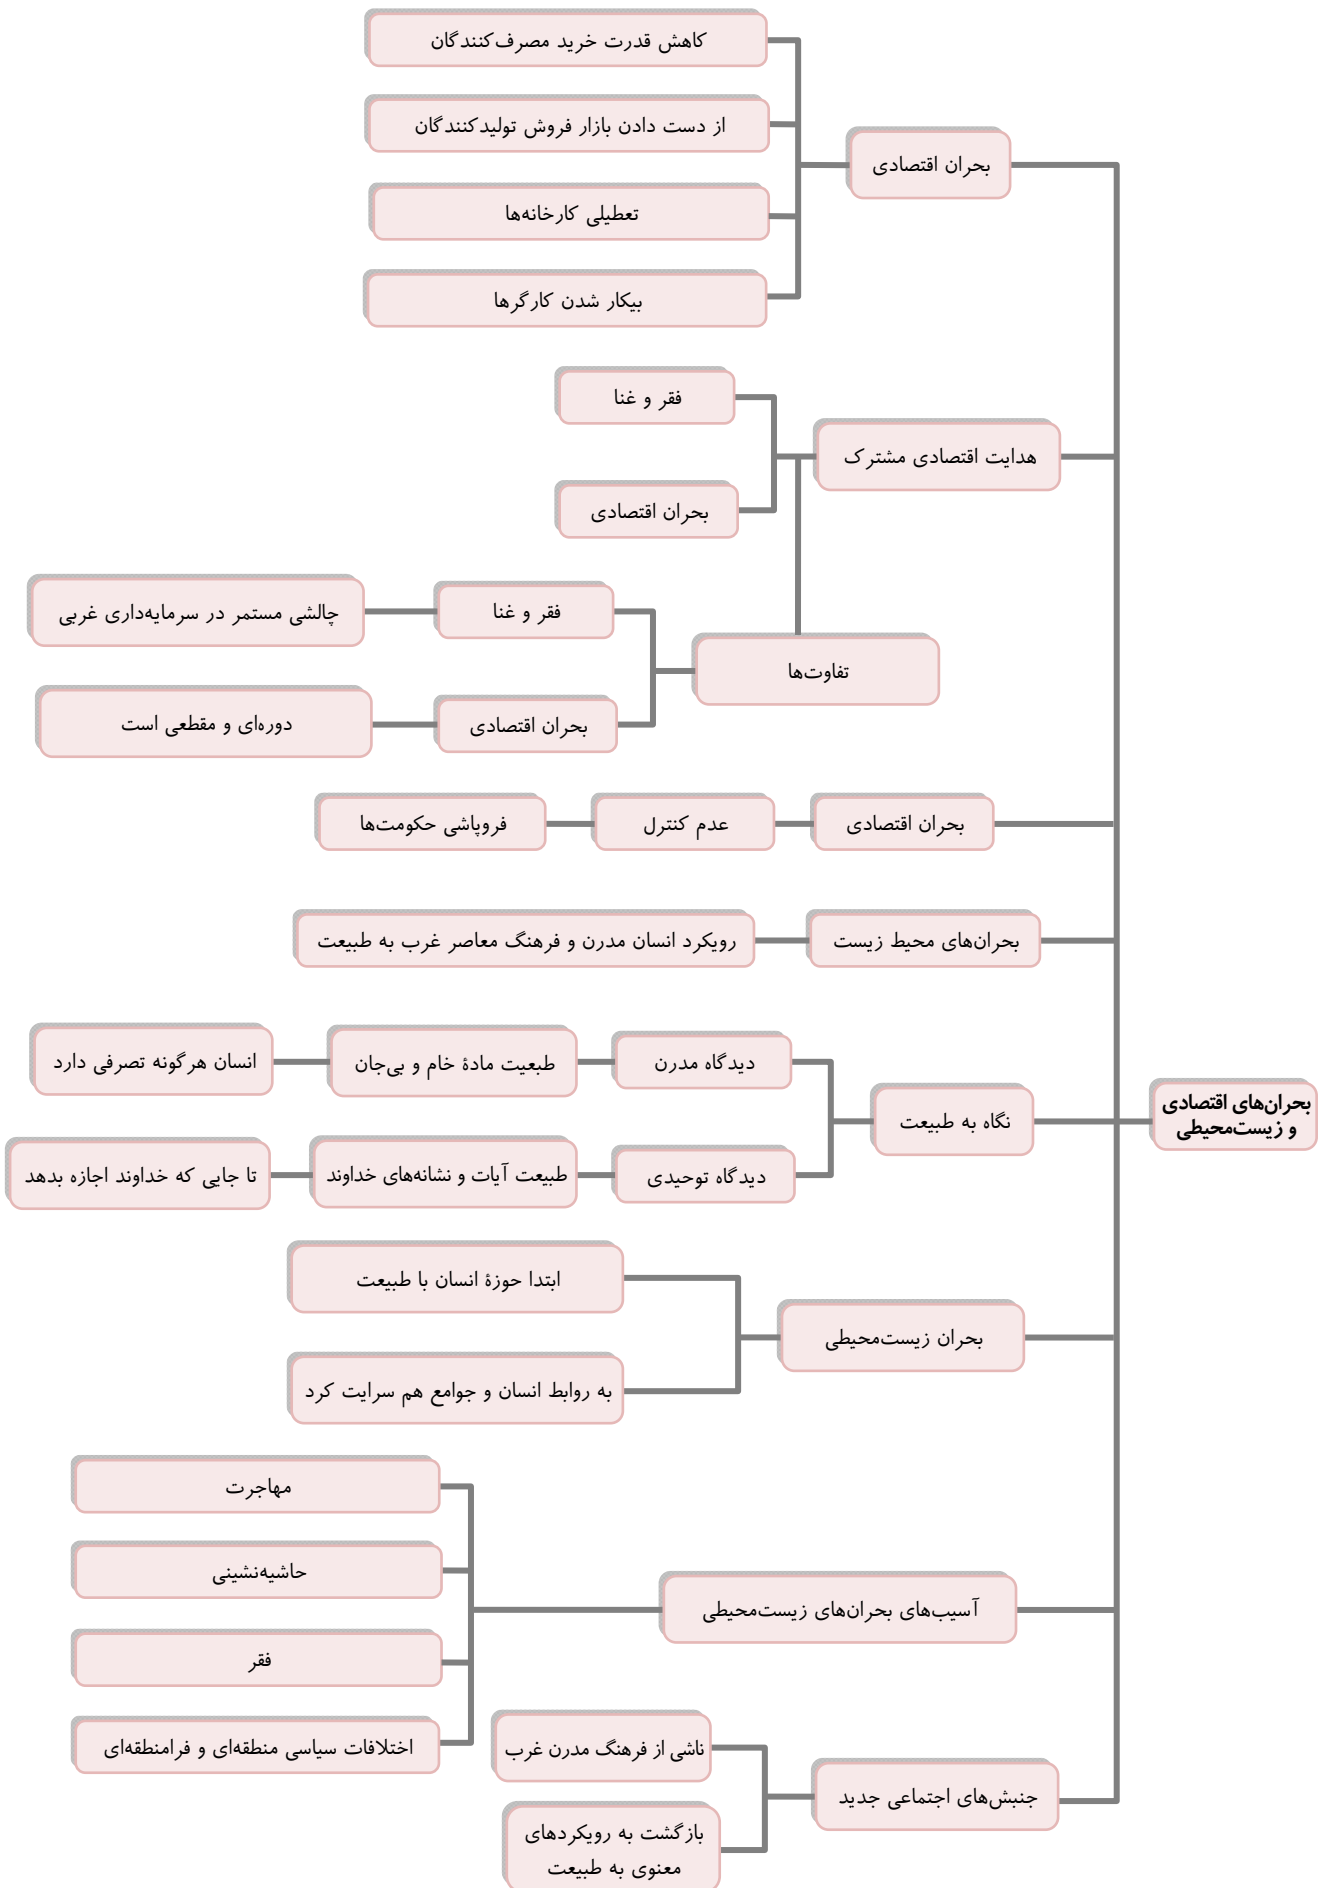 بحران‌های اقتصادی
و زیست‌محیطی
بحران اقتصادی
کاهش قدرت خرید مصرف‌کنندگان
از دست دادن بازار فروش تولیدکنندگان
تعطیلی کارخانه‌ها
بیکار شدن کارگرها
هدایت اقتصادی مشترک
فقر و غنا
بحران اقتصادی
تفاوت‌ها
فقر و غنا
چالشی مستمر در سرمایه‌داری غربی
بحران اقتصادی
دوره‌ای و مقطعی است
بحران اقتصادی
عدم کنترل
فروپاشی حکومت‌ها
بحران‌های محیط زیست
رویکرد انسان مدرن و فرهنگ معاصر غرب به طبیعت
نگاه به طبیعت
دیدگاه مدرن
طبعیت مادهٔ خام و بی‌جان
انسان هرگونه تصرفی دارد
دیدگاه توحیدی
طبیعت آیات و نشانه‌های خداوند
تا جایی که خداوند اجازه بدهد
بحران زیست‌محیطی
ابتدا حوزهٔ انسان با طبیعت
به روابط انسان و جوامع هم سرایت کرد
آسیب‌های بحران‌های زیست‌محیطی
مهاجرت
حاشیه‌نشینی
فقر
اختلافات سیاسی منطقه‌ای و فرامنطقه‌ای
جنبش‌های اجتماعی جدید
ناشی از فرهنگ مدرن غرب
بازگشت به رویکردهای
معنوی به طبیعت